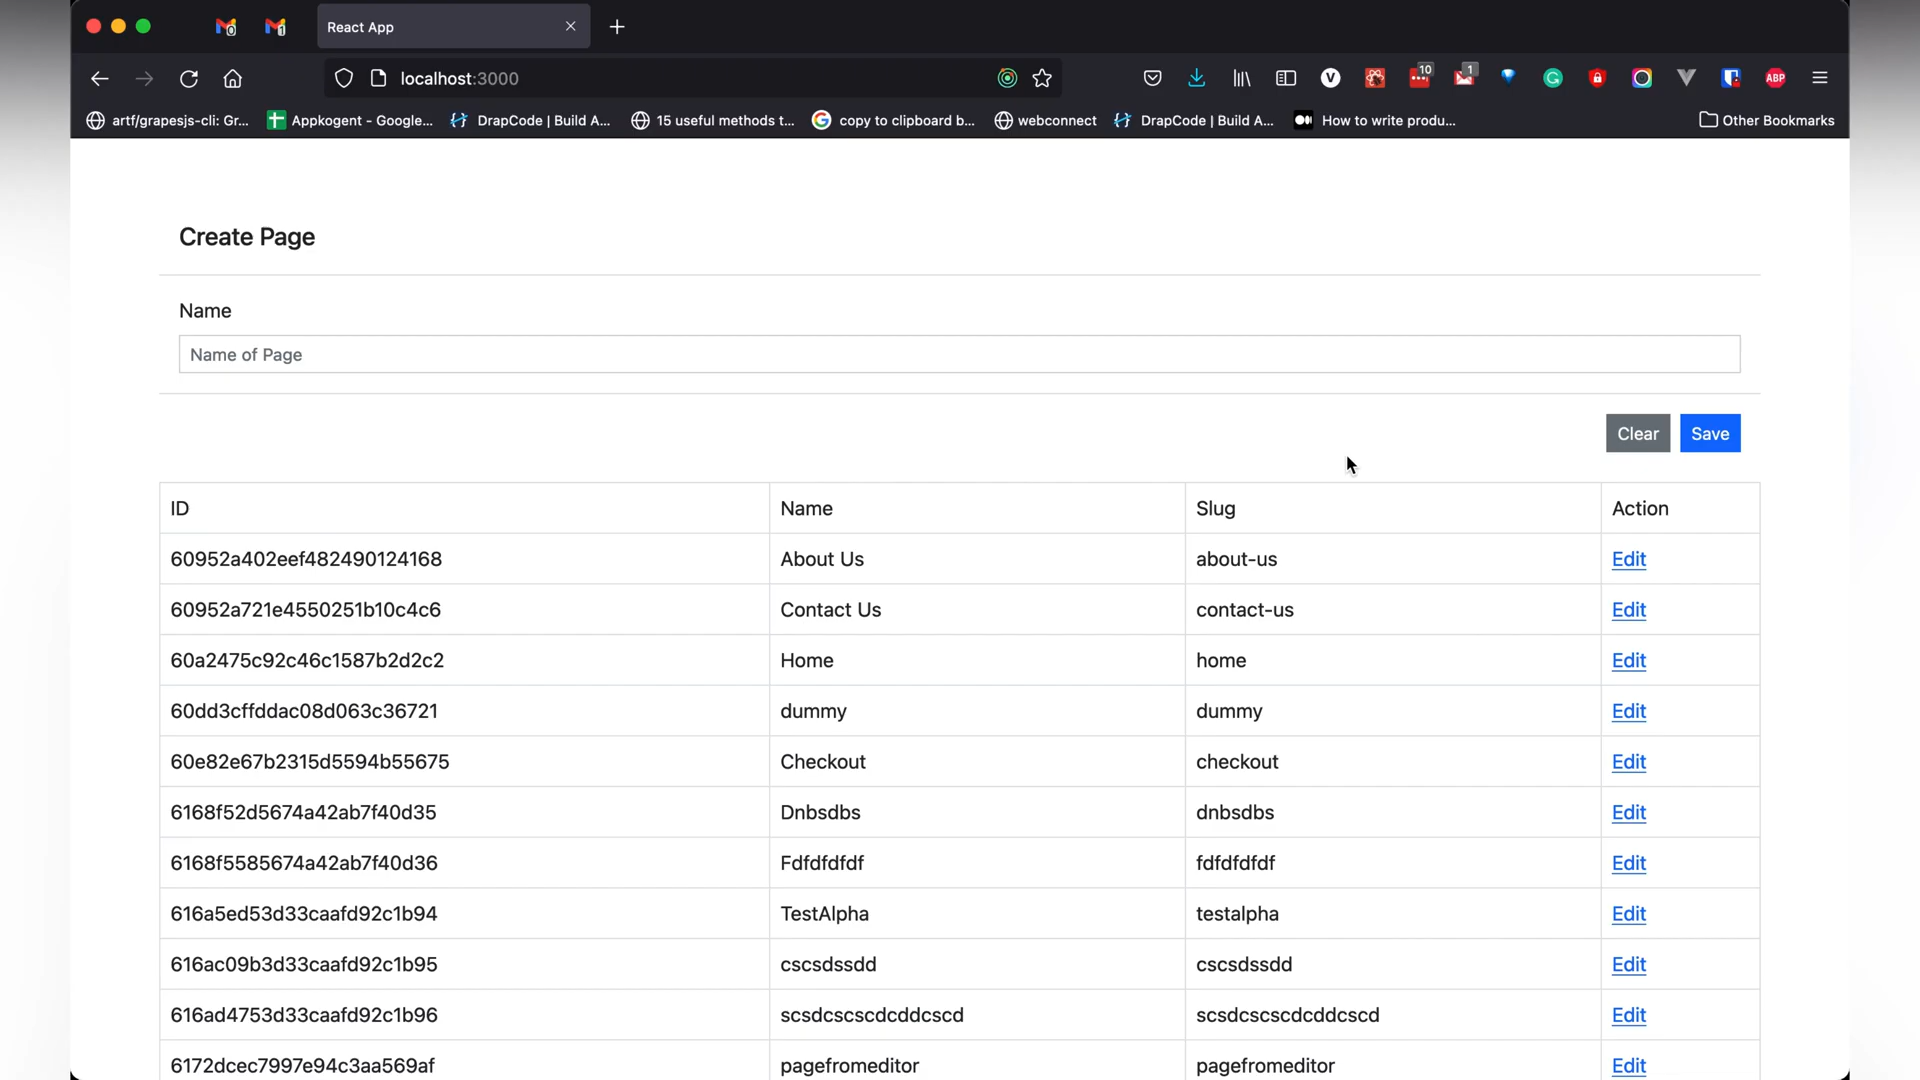 React App
localhost:3000
10
1
ABP
artf/grapesjs-cli: Gr...
Appkogent - Google...
DrapCode | Build A...
15 useful methods t...
copy to clipboard b...
webconnect
DrapCode | Build A...
How to write produ...
Other Bookmarks
Create Page
Name
Name of Page
Clear
Save
ID Name Slug Action
60952a402eef482490124168 About Us about-us Edit
60952a721e4550251b10c4c6 Contact Us contact-us Edit
60a2475c92c46c1587b2d2c2 Home home Edit
60dd3cffddac08d063c36721 dummy dummy Edit
60e82e67b2315d5594b55675 Checkout checkout Edit
6168f52d5674a42ab7f40d35 Dnbsdbs dnbsdbs Edit
6168f5585674a42ab7f40d36 Fdfdfdfdf fdfdfdfdf Edit
616a5ed53d33caafd92c1b94 TestAlpha testalpha Edit
616ac09b3d33caafd92c1b95 cscsdssdd cscsdssdd Edit
616ad4753d33caafd92c1b96 scsdcscscdcddcscd scsdcscscdcddcscd Edit
6172dcec7997e94c3aa569af pagefromeditor pagefromeditor Edit